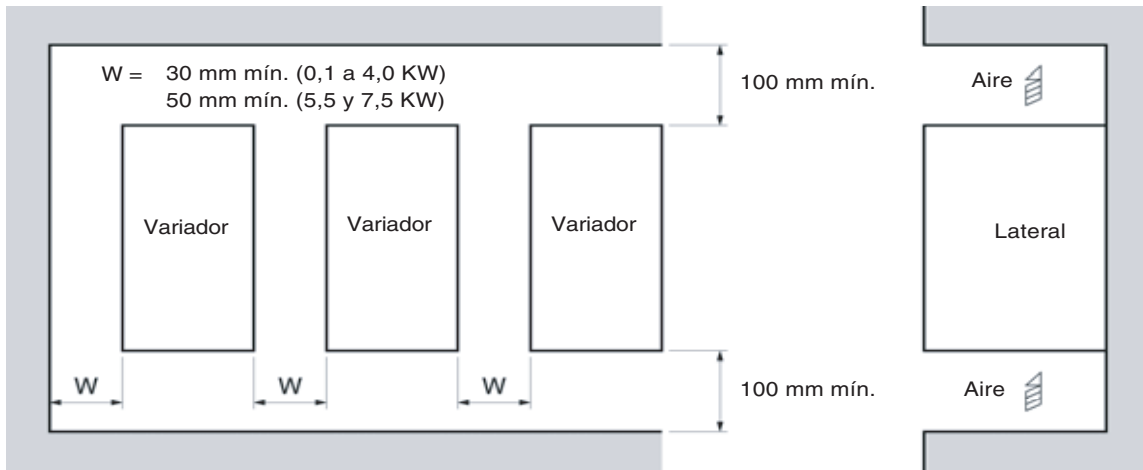 W = 30 mm mín. (0,1 a 4,0 KW)
50 mm mín. (5,5 y 7,5 KW)
100 mm mín.
Aire
Variador
Variador
Variador
Lateral
W
W
W
100 mm mín.
Aire